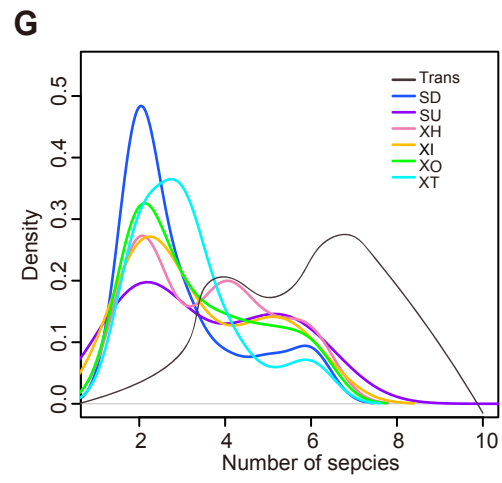 G
Trans
SD
SU
XH
XI
XO
XT
Density
0.0
0.1
0.2
0.3
0.4
0.5
2
4
6
8
10
Number of sepcies